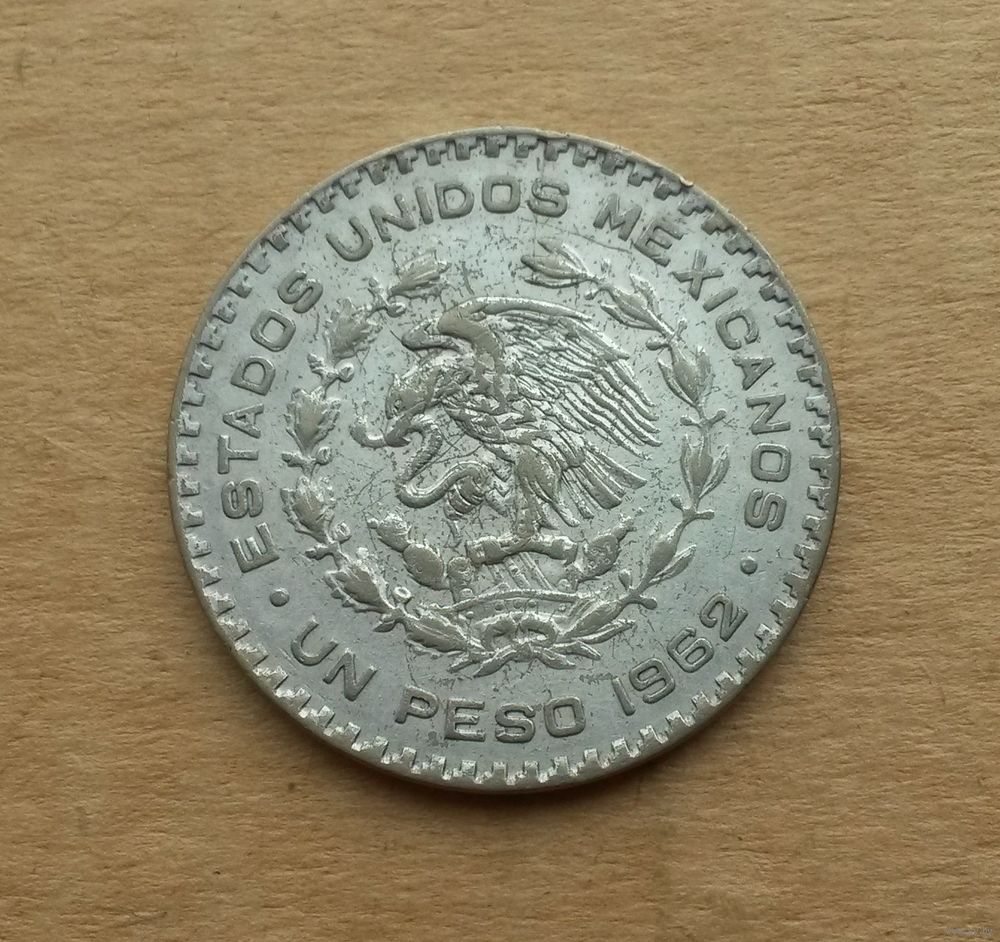 ESTADOS UNIDOS MEXICANOS
· UN PESO 1962 ·